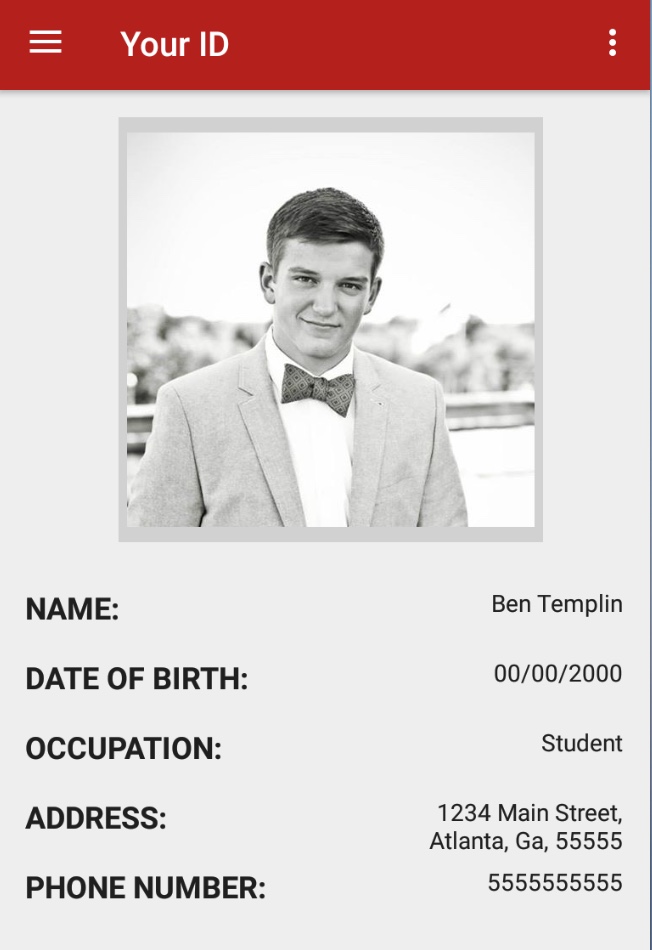 Your ID
NAME: Ben Templin
DATE OF BIRTH: 00/00/2000
OCCUPATION: Student
ADDRESS: 1234 Main Street,
Atlanta, Ga, 55555
PHONE NUMBER: 5555555555